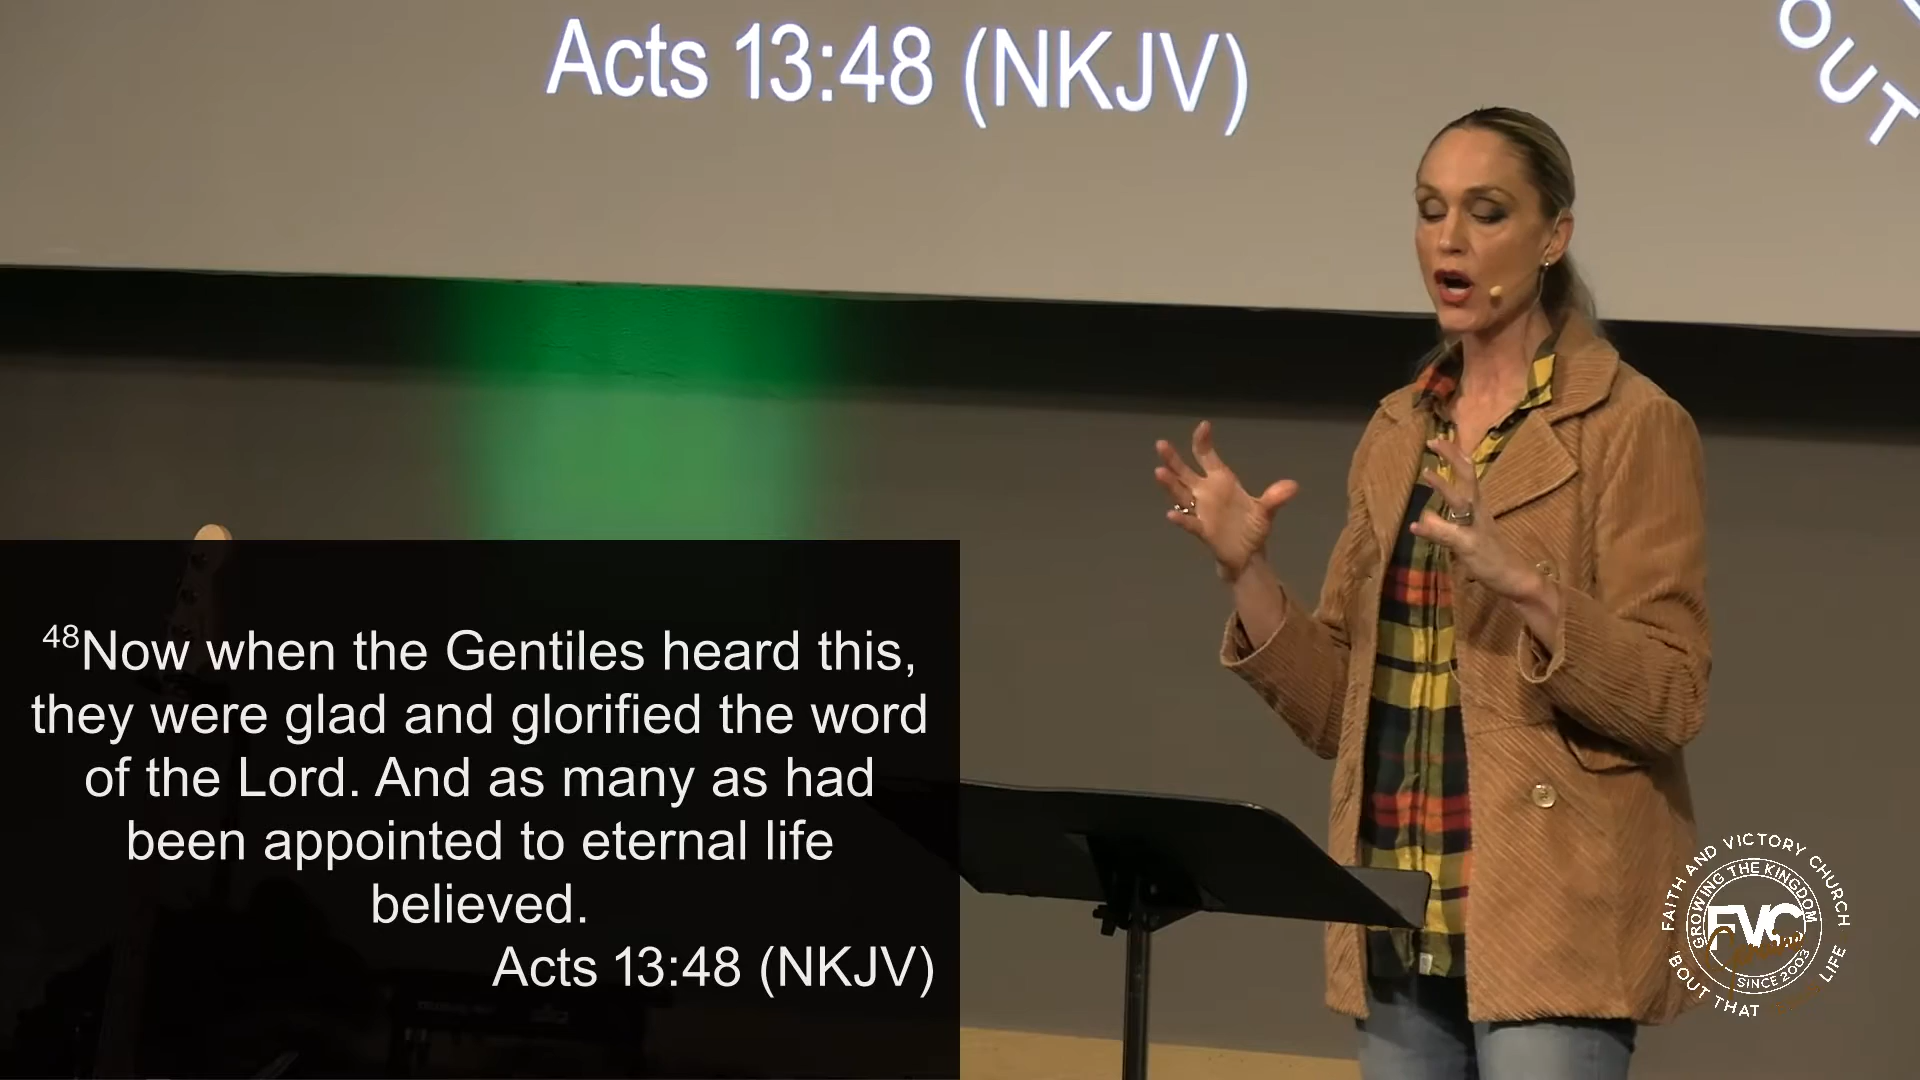 Acts 13:48 (NKJV)
OUT
48Now when the Gentiles heard this,
they were glad and glorified the word
of the Lord. And as many as had
been appointed to eternal life
believed.
Acts 13:48 (NKJV)
FAITH AND VICTORY CHURCH
GROWING THE KINGDOM
FVC
SINCE 2003
'BOUT THAT
LIFE